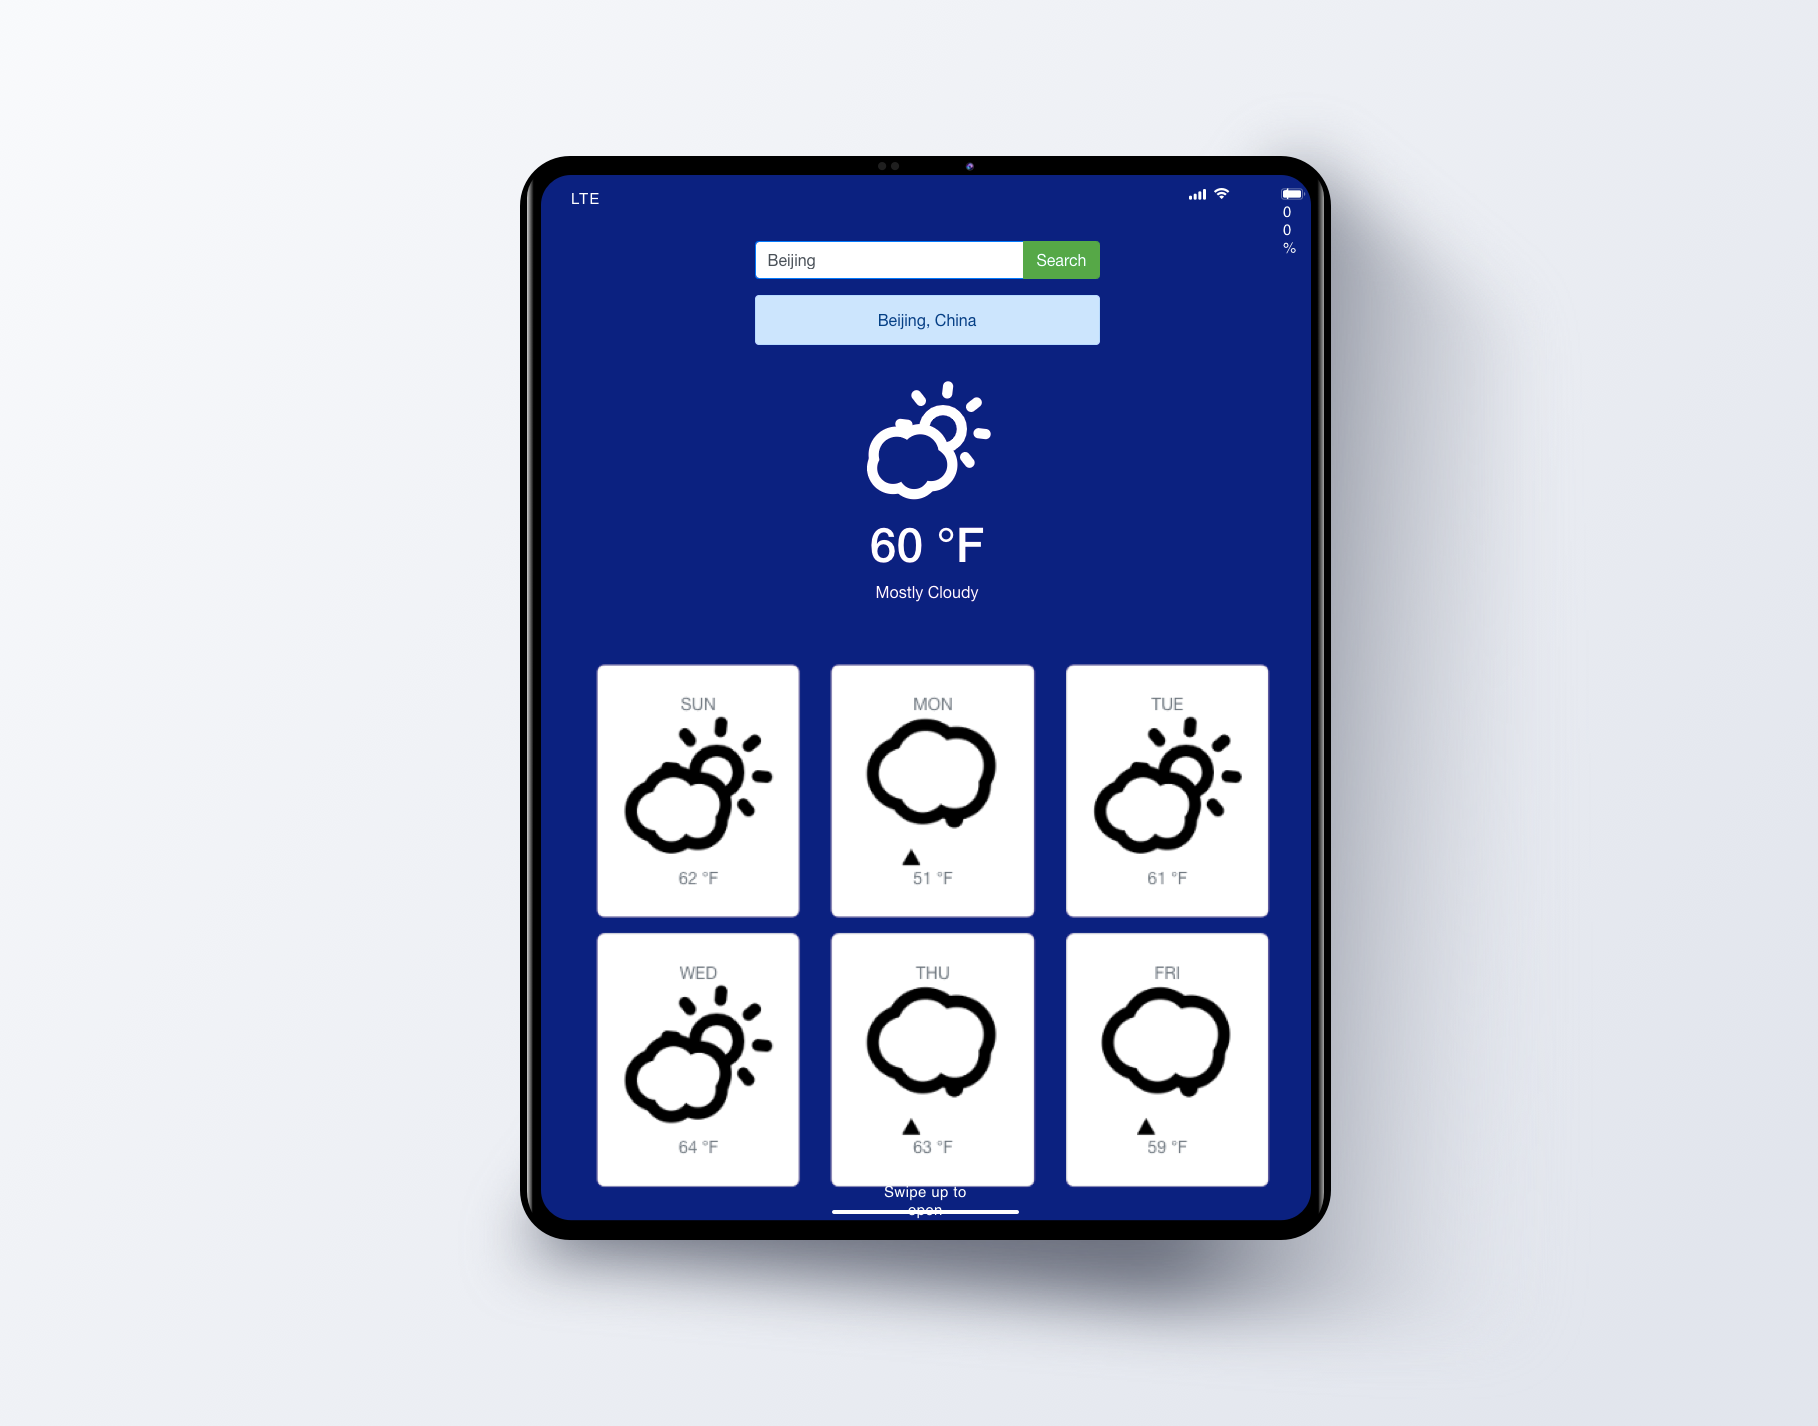 LTE
0
0
%
Beijing
Search
Beijing, China
60 °F
Mostly Cloudy
SUN
MON
TUE
62 °F
51 °F
61 °F
WED
THU
FRI
64 °F
63 °F
59 °F
Swipe up to
open